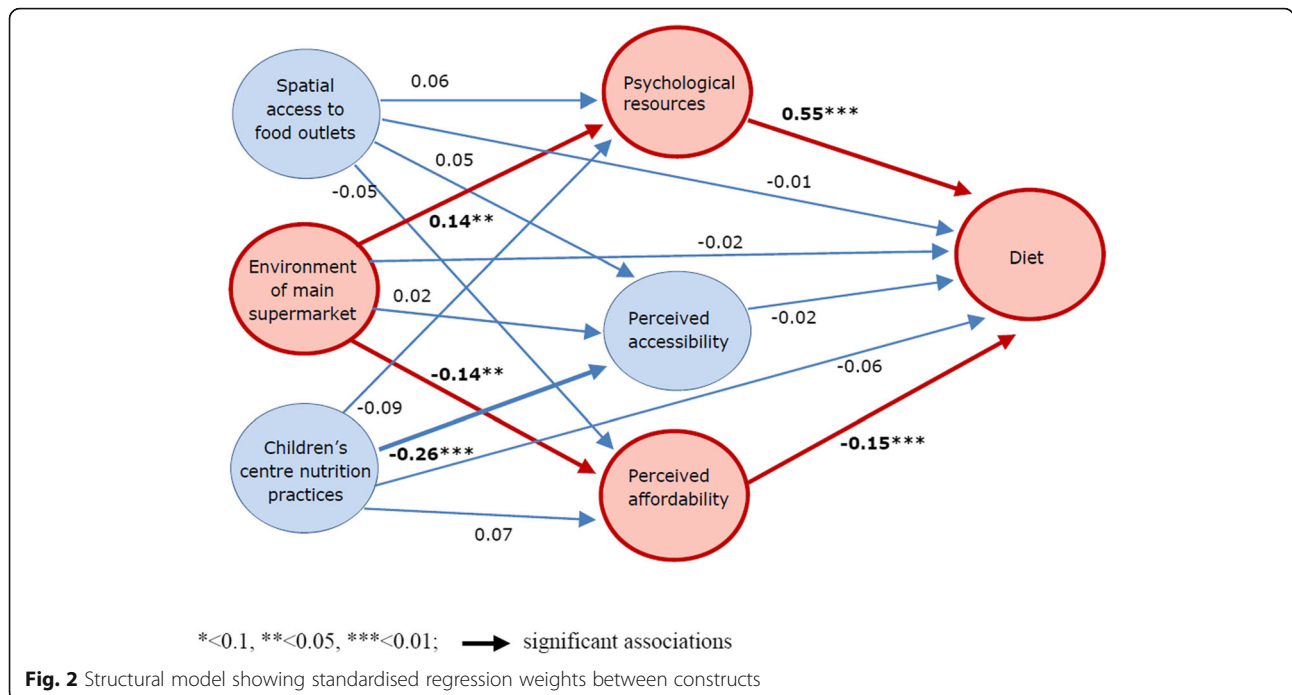 Spatial
access to
food outlets
0.06
Psychological
resources
0.55***
0.05
-0.05
-0.01
0.14**
-0.02
Environment
of main
supermarket
Diet
0.02
Perceived
accessibility
-0.02
-0.06
-0.14**
-0.09
Children's
centre nutrition
practices
-0.26***
-0.15***
Perceived
affordability
0.07
*<0.1, **<0.05, ***<0.01; significant associations
Fig. 2 Structural model showing standardised regression weights between constructs